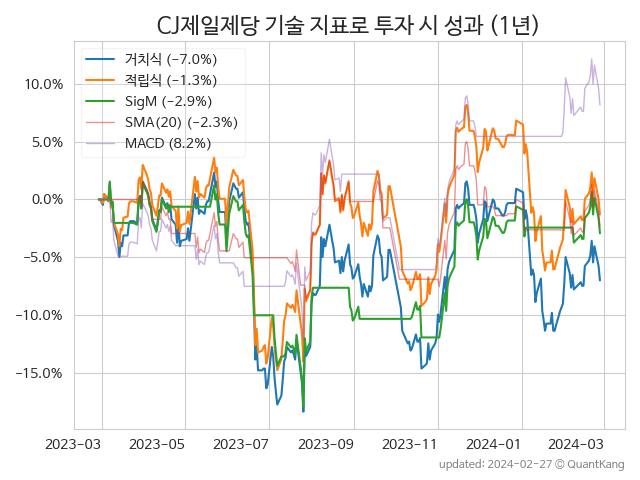 CJ제일제당 기술 지표로 투자 시 성과 (1년)
거치식 (−7.0%)
적립식 (−1.3%)
SigM (−2.9%)
SMA(20) (−2.3%)
MACD (8.2%)
10.0%
5.0%
0.0%
−5.0%
−10.0%
−15.0%
2023−03 2023−05 2023−07 2023−09 2023−11 2024−01 2024−03
updated: 2024-02-27 © QuantKang